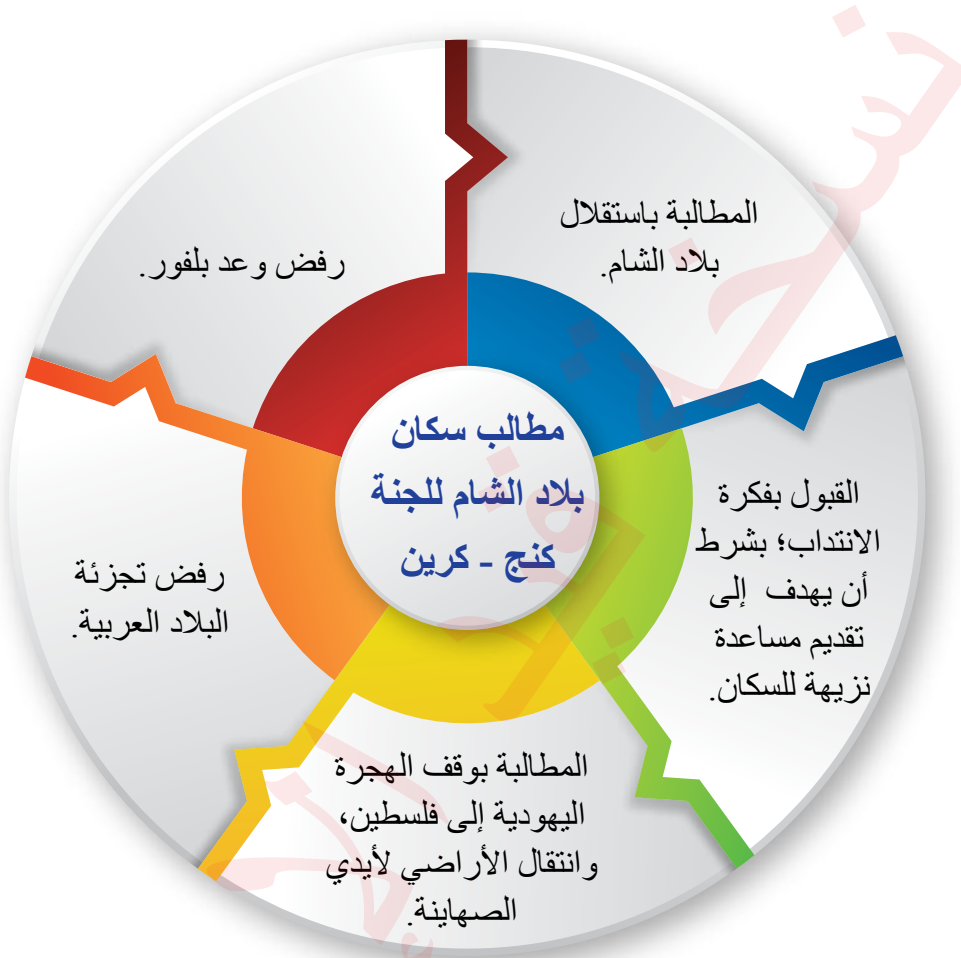 مطالب سكان
بلاد الشام للجنة
كنج - كرين
المطالبة باستقلال
بلاد الشام.
القبول بفكرة
الانتداب؛ بشرط
أن يهدف إلى
تقديم مساعدة
نزيهة للسكان.
المطالبة بوقف الهجرة
اليهودية إلى فلسطين،
وانتقال الأراضي لأيدي
الصهاينة.
رفض تجزئة
البلاد العربية.
رفض وعد بلفور.